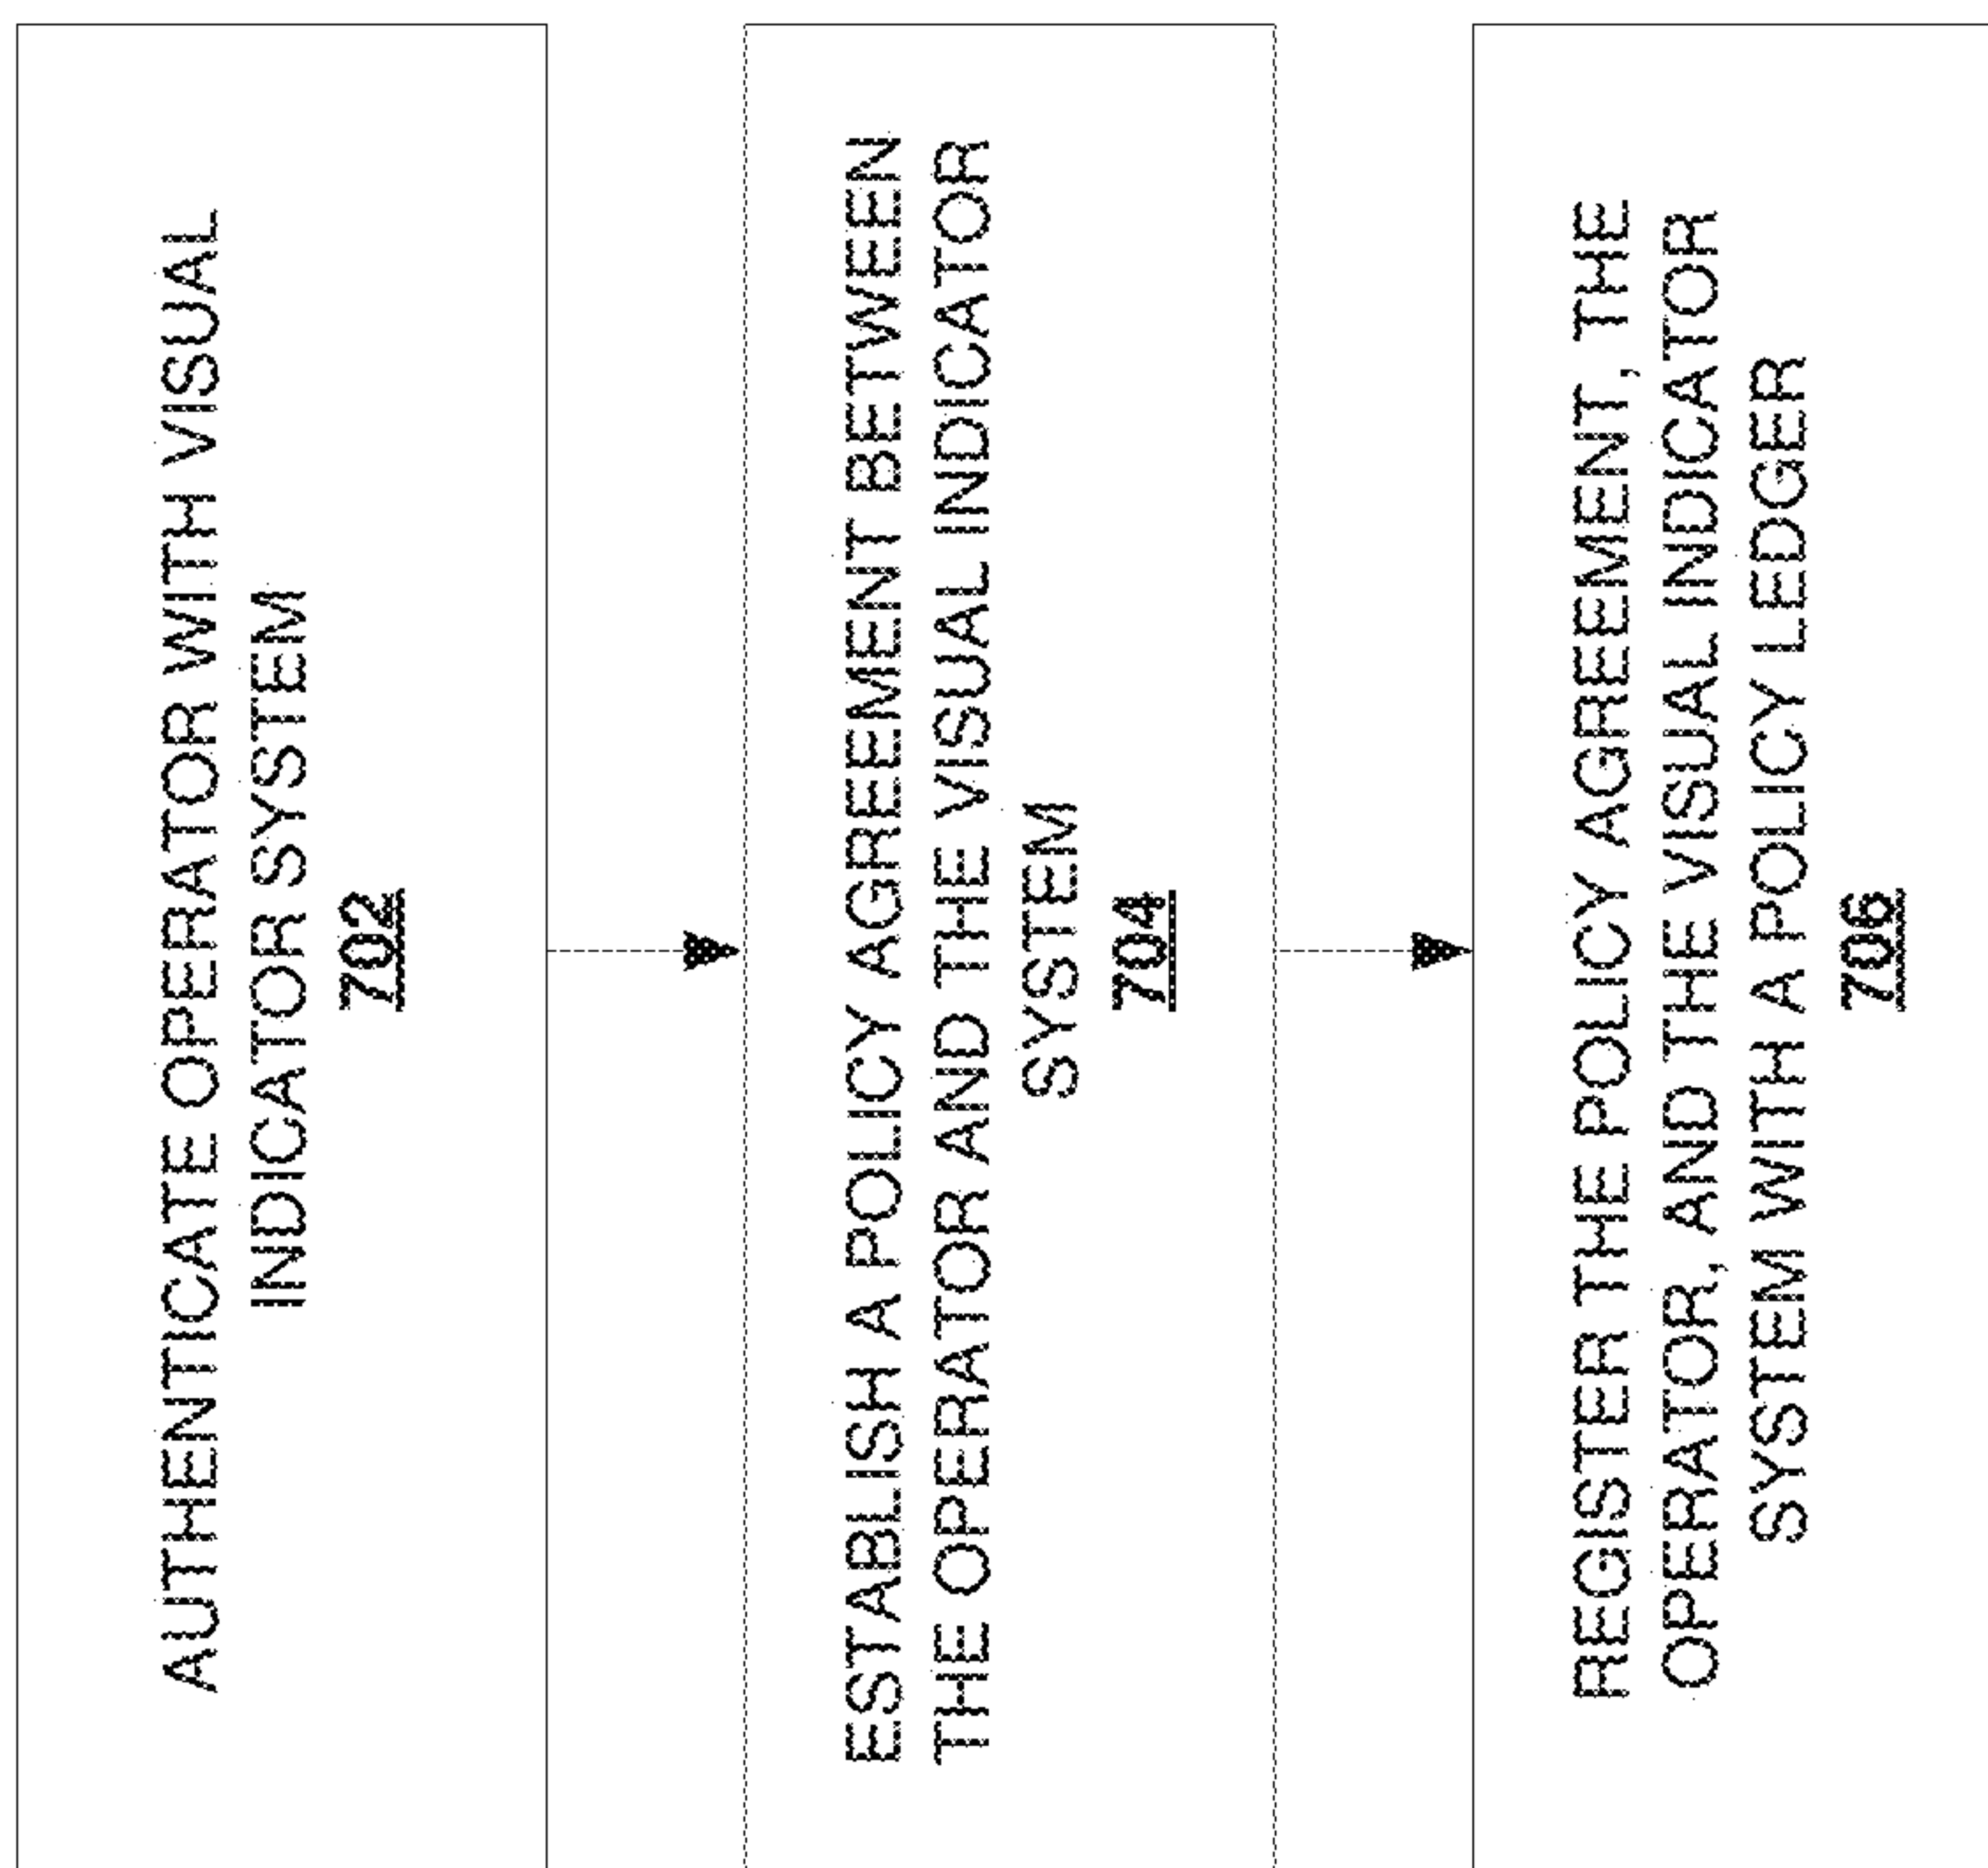 AUTHENTICATE OPERATOR WITH VISUAL
INDICATOR SYSTEM
702
ESTABLISH A POLICY AGREEMENT BETWEEN
THE OPERATOR AND THE VISUAL INDICATOR
SYSTEM
704
REGISTER THE POLICY AGREEMENT, THE
OPERATOR, AND THE VISUAL INDICATOR
SYSTEM WITH A POLICY LEDGER
706